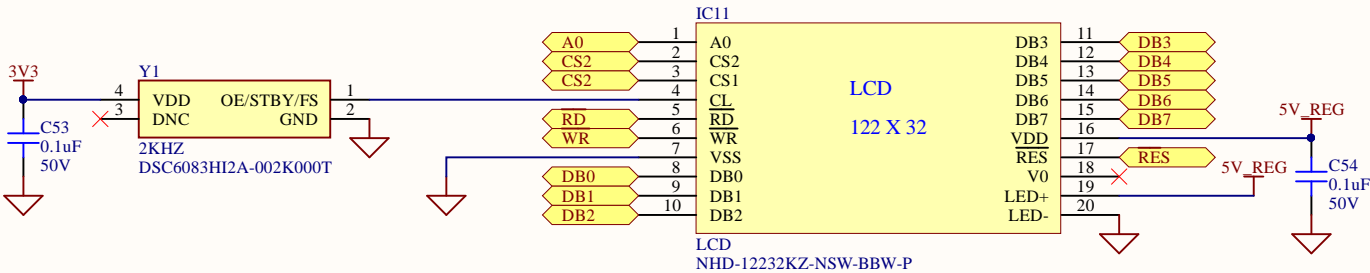 IC11
3V3
Y1
4 VDD OE/STBY/FS 1
3 DNC GND 2
C53
0.1uF
50V
2KHZ
DSC6083HI2A-002K000T
A0 1 A0
CS2 2 CS2
CS2 3 CS1
4 CL
RD 5 RD
WR 6 WR
7 VSS
DB0 8 DB0
DB1 9 DB1
DB2 10 DB2
LCD
122 X 32
DB3 11 DB3
DB4 12 DB4
DB5 13 DB5
DB6 14 DB6
DB7 15 DB7
VDD 16
RES 17 RES
V0 18
LED+ 19
LED- 20
5V_REG
5V_REG
C54
0.1uF
50V
LCD
NHD-12232KZ-NSW-BBW-P